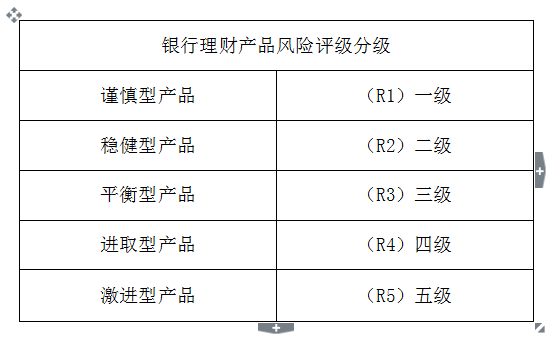 银行理财产品风险评级分级
谨慎型产品 （R1）一级
稳健型产品 （R2）二级
平衡型产品 （R3）三级
进取型产品 （R4）四级
激进型产品 （R5）五级